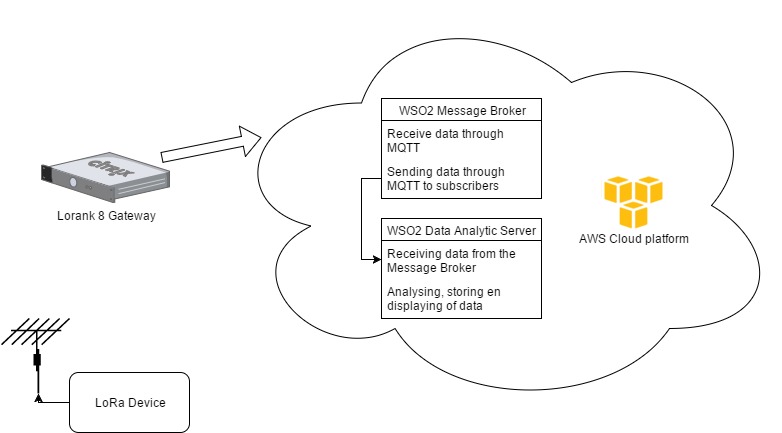 WSO2 Message Broker
Receive data through
MQTT
Sending data through
MQTT to subscribers
citrix
Lorank 8 Gateway
WSO2 Data Analytic Server
Receiving data from the
Message Broker
Analysing, storing en
displaying of data
AWS Cloud platform
LoRa Device